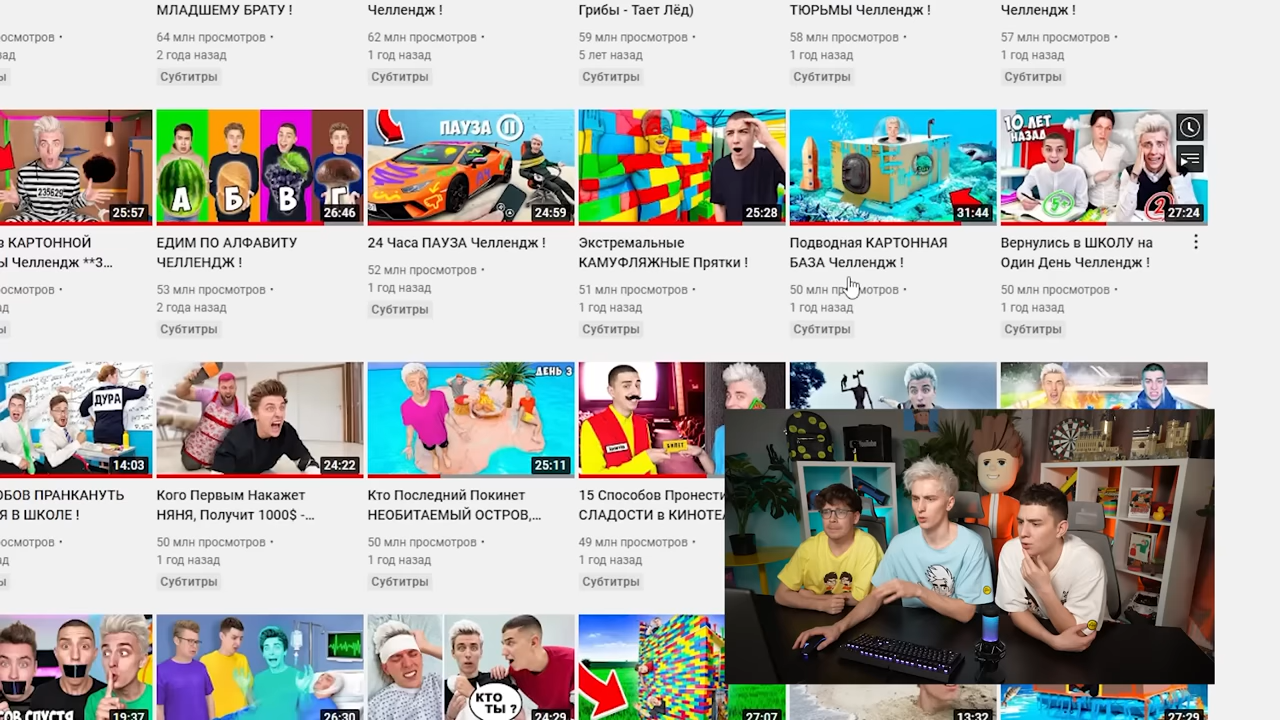 МЛАДШЕМУ БРАТУ !
Челлендж !
Грибы - Тает Лёд)
ТЮРЬМЫ Челлендж !
Челлендж !
64 млн просмотров •
62 млн просмотров •
59 млн просмотров •
58 млн просмотров •
57 млн просмотров •
2 года назад
1 год назад
5 лет назад
1 год назад
1 год назад
Субтитры
Субтитры
Субтитры
Субтитры
Субтитры
235629
25:57
А Б В Г
26:46
ПАУЗА
24:59
25:28
31:44
10 ЛЕТ
НАЗАД
5+
2
27:24
КАРТОННОЙ
Челлендж **З...
ЕДИМ ПО АЛФАВИТУ
ЧЕЛЛЕНДЖ !
24 Часа ПАУЗА Челлендж !
Экстремальные
КАМУФЛЯЖНЫЕ Прятки !
Подводная КАРТОННАЯ
БАЗА Челлендж !
Вернулись в ШКОЛУ на
Один День Челлендж !
53 млн просмотров •
2 года назад
Субтитры
52 млн просмотров •
1 год назад
Субтитры
51 млн просмотров •
1 год назад
Субтитры
50 млн просмотров •
1 год назад
Субтитры
50 млн просмотров •
1 год назад
Субтитры
ДУРА
14:03
24:22
ДЕНЬ 3
25:11
БИЛЕТ
ПРАНКАНУТЬ
В ШКОЛЕ !
Кого Первым Накажет
НЯНЯ, Получит 1000$ -...
Кто Последний Покинет
НЕОБИТАЕМЫЙ ОСТРОВ,...
15 Способов Пронести
СЛАДОСТИ в
50 млн просмотров •
1 год назад
Субтитры
50 млн просмотров •
1 год назад
Субтитры
49 млн просмотров •
1 год назад
Субтитры
19:37
26:30
КТО
ТЫ ?
24:29
27:07
13:32
27:29